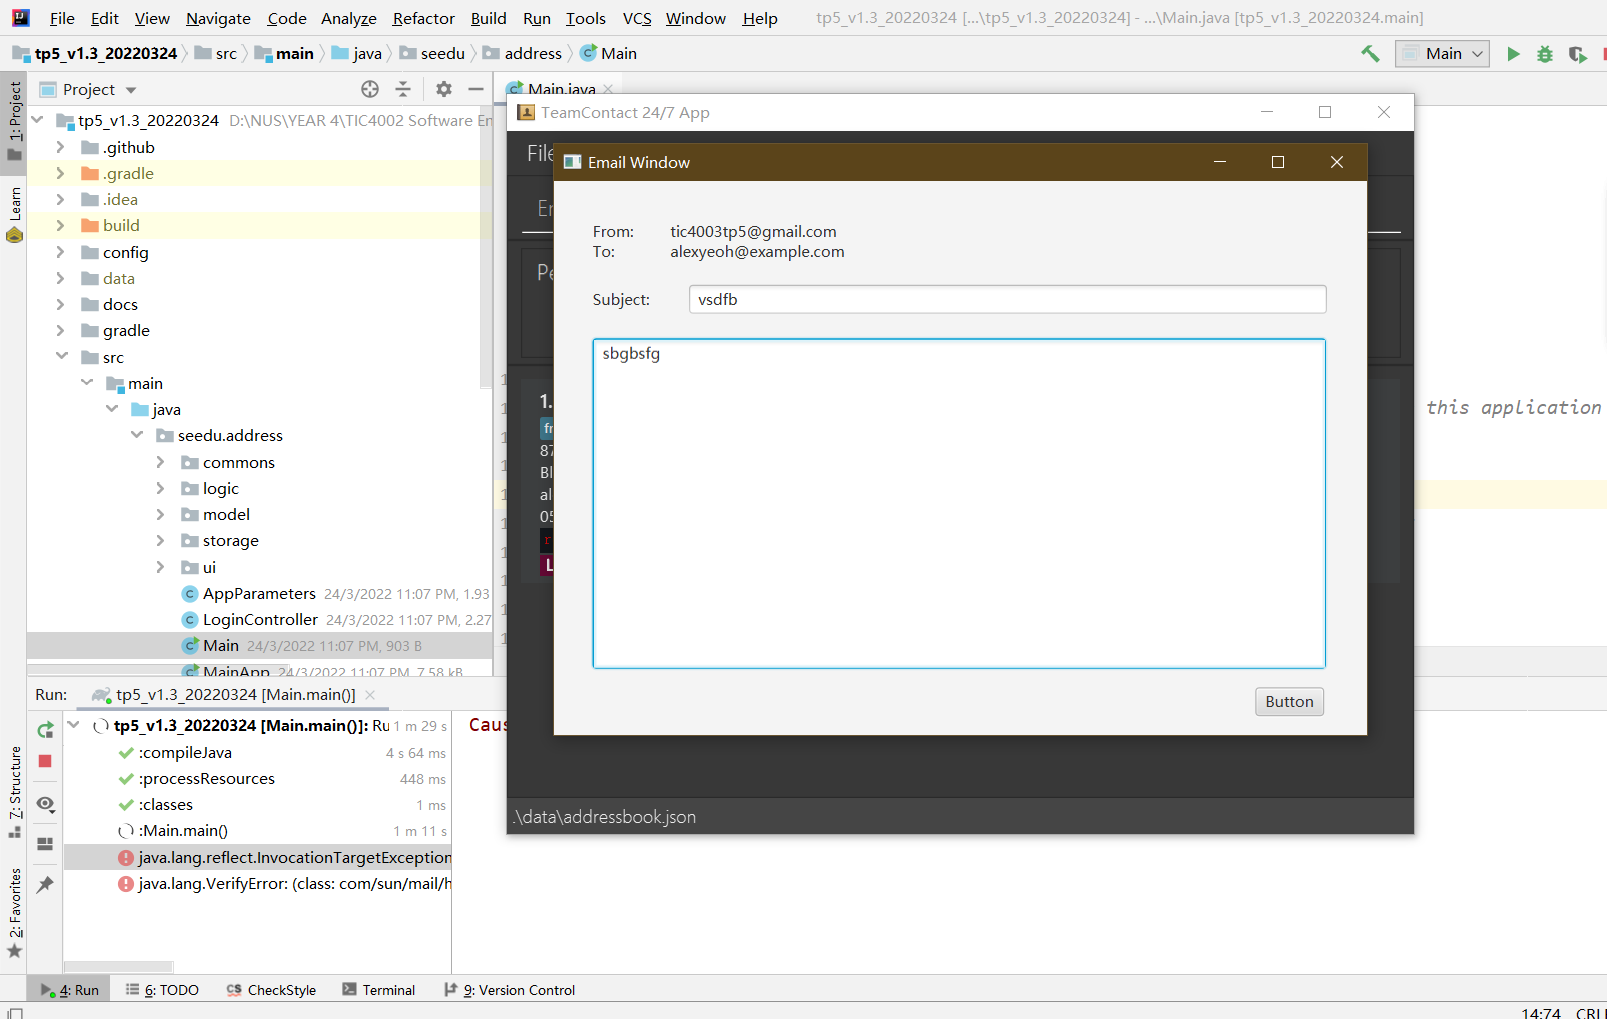 File Edit View Navigate Code Analyze Refactor Build Run Tools VCS Window Help tp5_v1.3_20220324 [...\tp5_v1.3_20220324] - ...\Main.java [tp5_v1.3_20220324.main]
tp5_v1.3_20220324 src main java seedu address Main Main
Project Main.java
1: Project
Learn
7: Structure
2: Favorites
tp5_v1.3_20220324 D:\NUS\YEAR 4\TIC4002 Software En
.github
.gradle
.idea
build
config
data
docs
gradle
src
main
java
seedu.address
commons
logic
model
storage
ui
AppParameters 24/3/2022 11:07 PM, 1.93
LoginController 24/3/2022 11:07 PM, 2.27
Main 24/3/2022 11:07 PM, 903 B
MainApp 24/3/2022 11:07 PM, 7.58 kB
TeamContact 24/7 App
File
Email Window
From: tic4003tp5@gmail.com
To: alexyeoh@example.com
Subject: vsdfb
sbgbsfg
Button
1.
fr
87
Bl
al
05
r
L
this application
.\data\addressbook.json
Run: tp5_v1.3_20220324 [Main.main()]
tp5_v1.3_20220324 [Main.main()]: Ru 1 m 29 s
:compileJava 4 s 64 ms
:processResources 448 ms
:classes 1 ms
:Main.main() 1 m 11 s
java.lang.reflect.InvocationTargetException
java.lang.VerifyError: (class: com/sun/mail/h
Caus
4: Run 6: TODO CheckStyle Terminal 9: Version Control
14:74 CRL